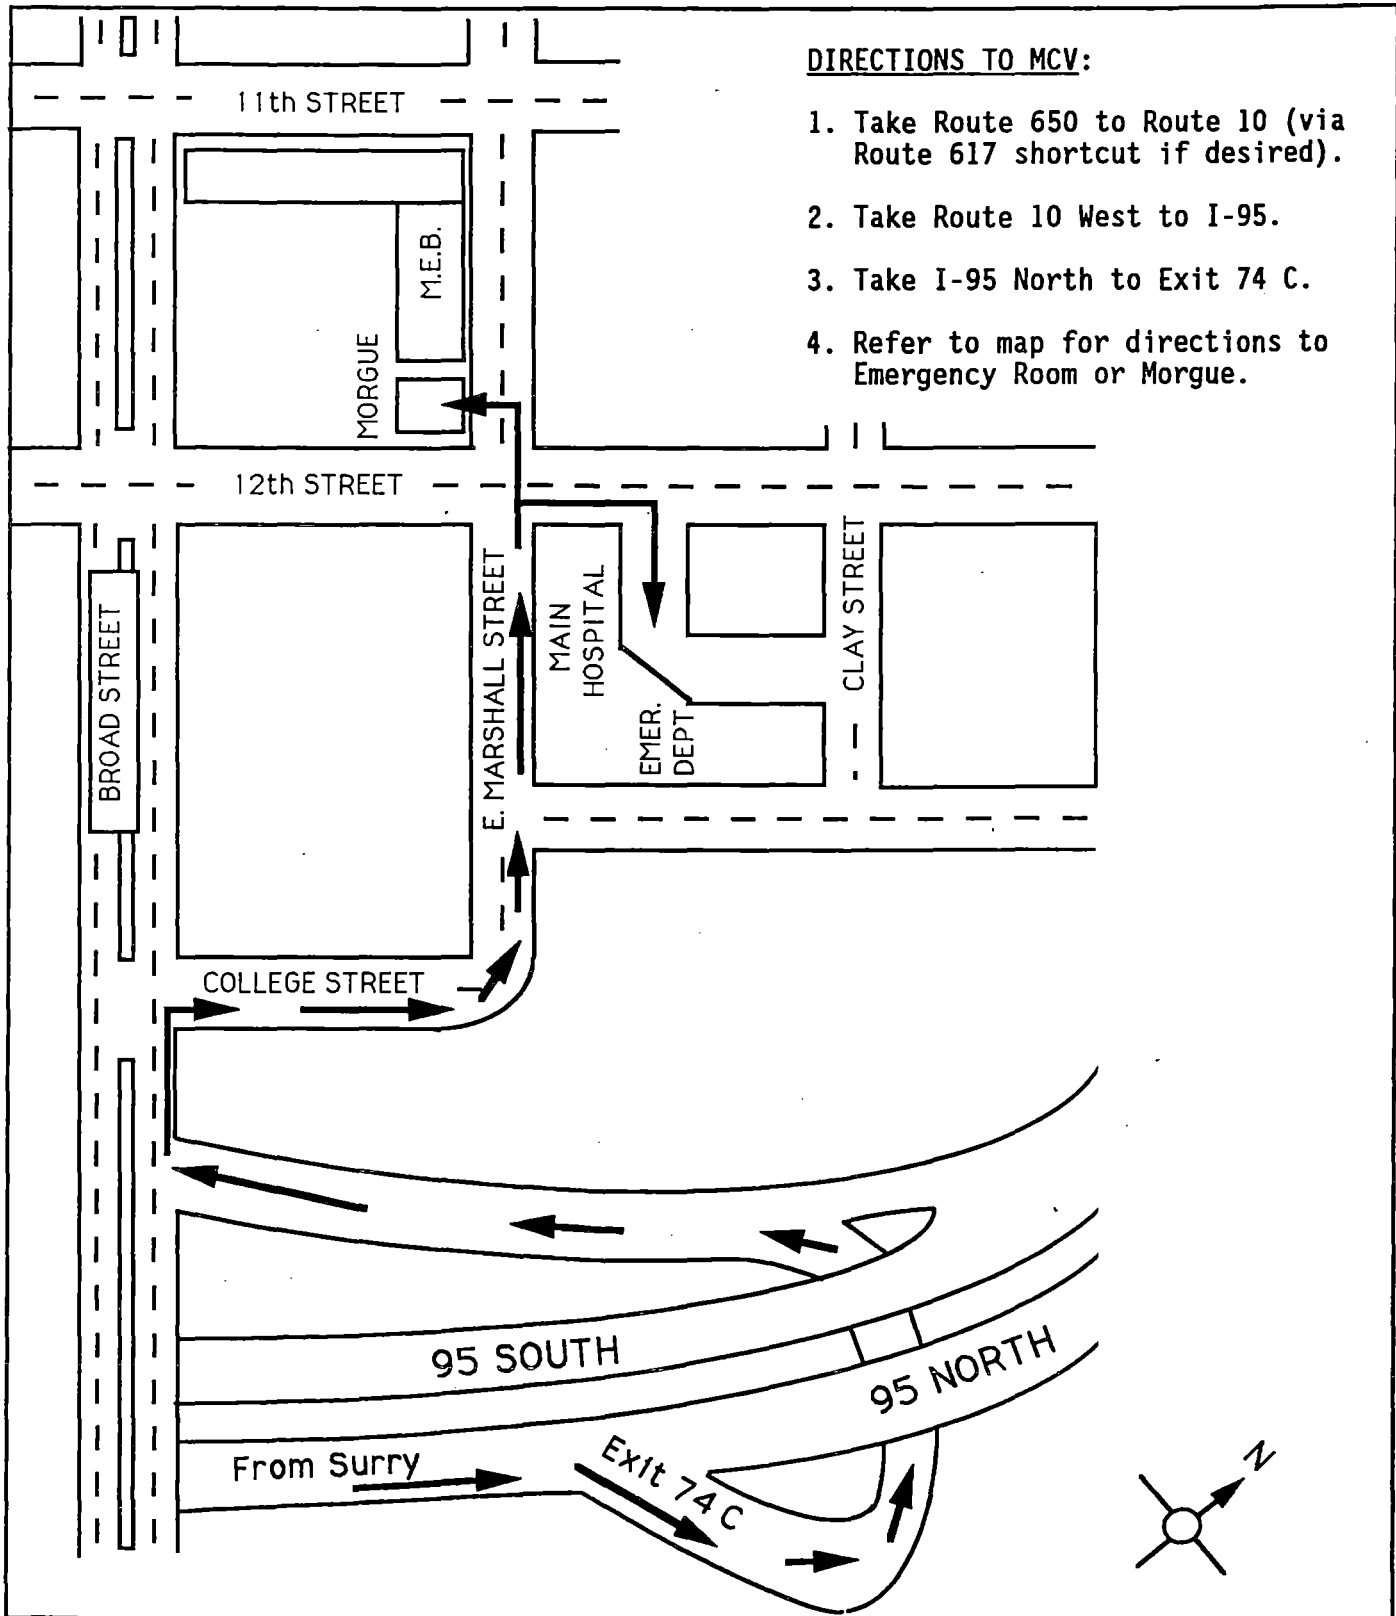 DIRECTIONS TO MCV:
1. Take Route 650 to Route 10 (via
Route 617 shortcut if desired).
2. Take Route 10 West to I-95.
3. Take I-95 North to Exit 74 C.
4. Refer to map for directions to
Emergency Room or Morgue.
11th STREET
M.E.B.
MORGUE
12th STREET
BROAD STREET
E. MARSHALL STREET
MAIN
HOSPITAL
EMER.
DEPT
CLAY STREET
COLLEGE STREET
95 SOUTH
95 NORTH
From Surry
Exit 74 C
N